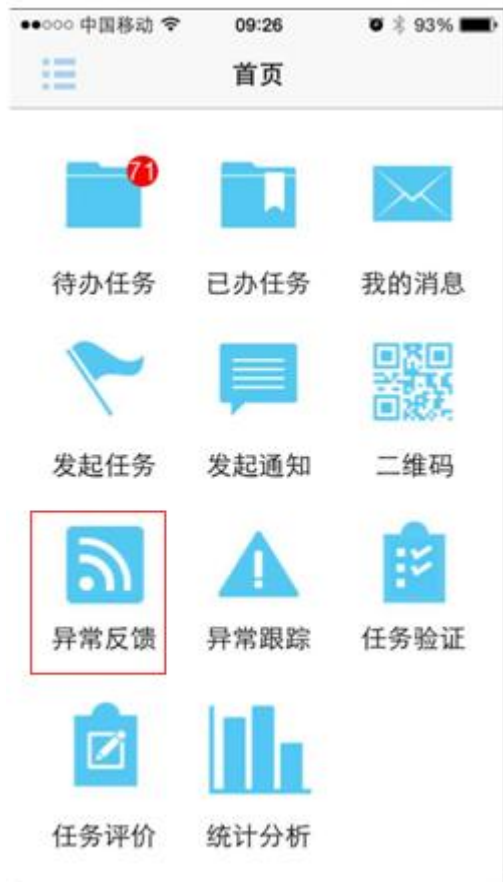 中国移动 09:26 93%
首页
71
待办任务 已办任务 我的消息
发起任务 发起通知 二维码
异常反馈 异常跟踪 任务验证
任务评价 统计分析